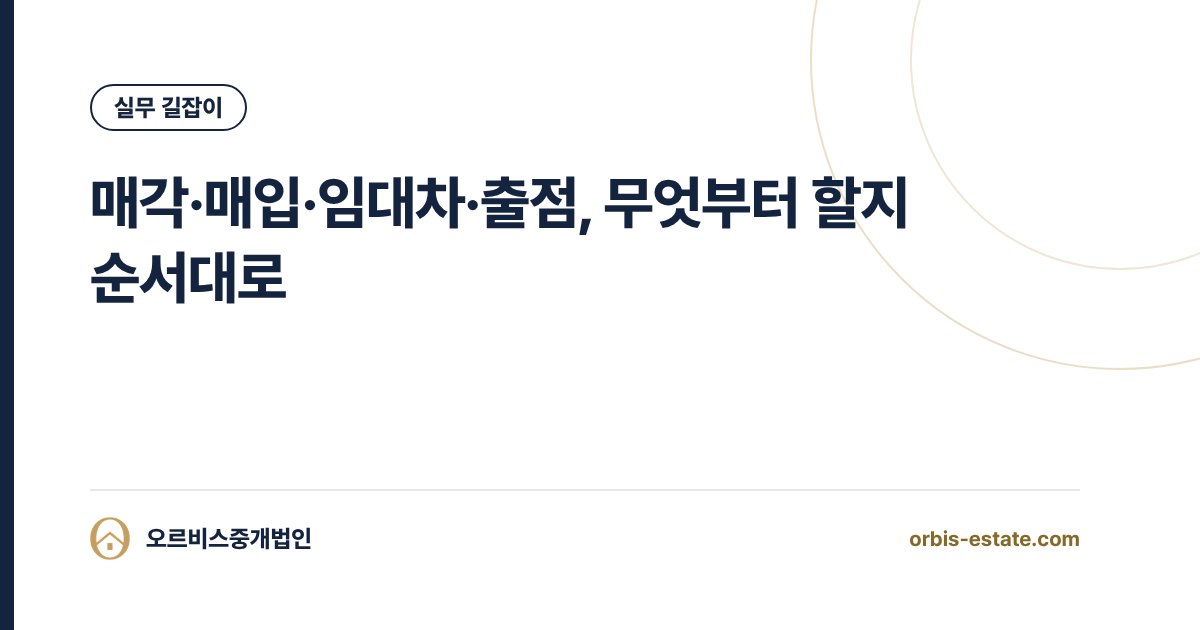 실무 길잡이
매각·매입·임대차·출점, 무엇부터 할지
순서대로
오르비스중개법인
orbis-estate.com